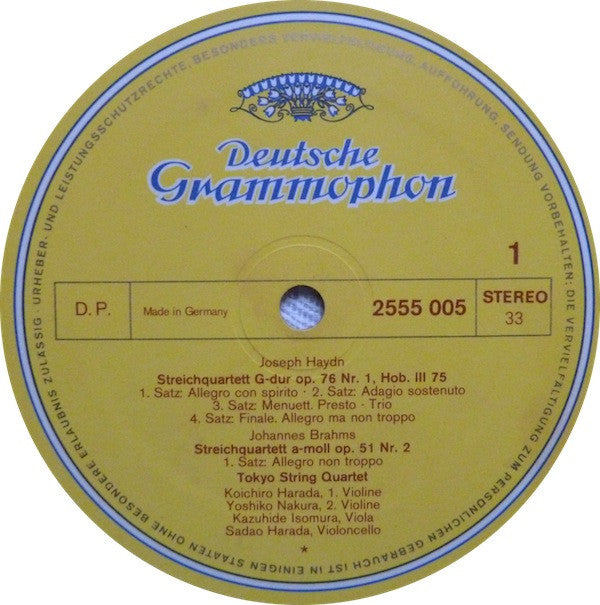 URHEBER- UND LEISTUNGSSCHUTZRECHTE, BESONDERS VERVIELFÄLTIGUNG, AUFFÜHRUNG, SENDUNG VORBEHALTEN; DIE VERVIELFÄLTIGUNG ZUM PERSÖNLICHEN GEBRAUCH IST IN EINIGEN STAATEN OHNE BESONDERE ERLAUBNIS ZULÄSSIG ·
Deutsche
Grammophon
1
D.P.
Made in Germany
2555 005
STEREO
33
Joseph Haydn
Streichquartett G-dur op. 76 Nr. 1, Hob. III 75
1. Satz: Allegro con spirito · 2. Satz: Adagio sostenuto
3. Satz: Menuett. Presto · Trio
4. Satz: Finale. Allegro ma non troppo
Johannes Brahms
Streichquartett a-moll op. 51 Nr. 2
1. Satz: Allegro non troppo
Tokyo String Quartet
Koichiro Harada, 1. Violine
Yoshiko Nakura, 2. Violine
Kazuhide Isomura, Viola
Sadao Harada, Violoncello
*